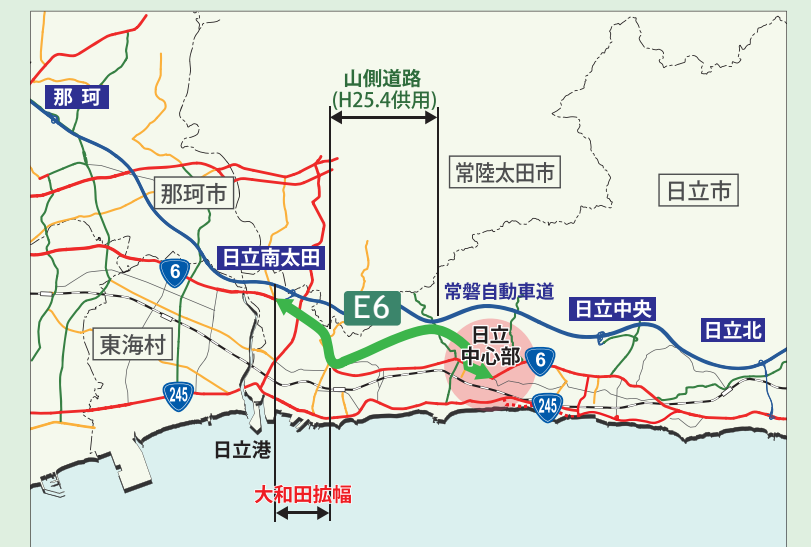 山側道路
(H25.4供用)
那 珂
常陸太田市
那珂市
日立市
日立南太田
6
常磐自動車道
E6
日立中央
日立
中心部
日立北
東海村
6
245
245
日立港
大和田拡幅